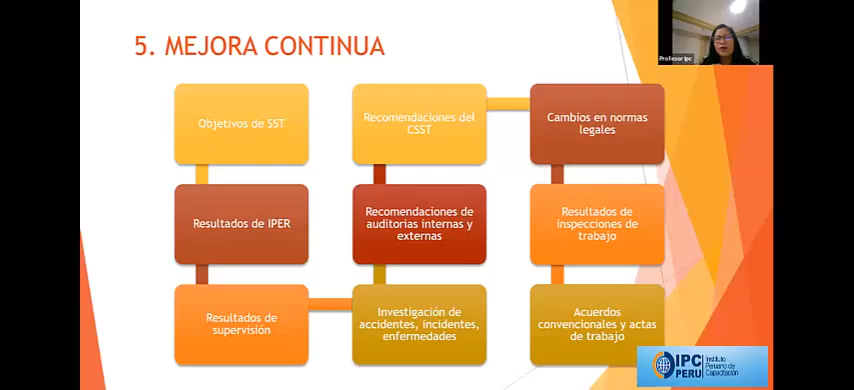 5. MEJORA CONTINUA
Profesor Ipc
Objetivos de SST
Resultados de IPER
Resultados de
supervisión
Investigación de
accidentes, incidentes,
enfermedades
Recomendaciones de
auditorias internas y
externas
Recomendaciones del
CSST
Cambios en normas
legales
Resultados de
inspecciones de
trabajo
Acuerdos
convencionales y actas
de trabajo
IPC
PERU
Instituto
Peruano de
Capacitación